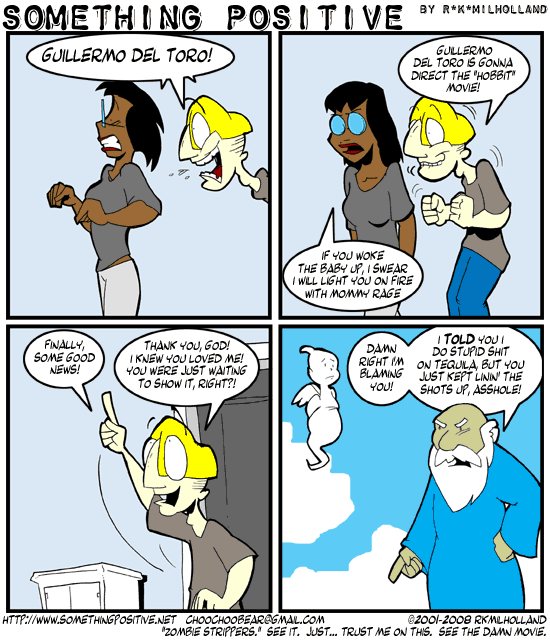 SOMETHING POSITIVE BY R*K*MILHOLLAND
GUILLERMO DEL TORO!
GUILLERMO
DEL TORO IS GONNA
DIRECT THE "HOBBIT"
MOVIE!
IF YOU WOKE
THE BABY UP, I SWEAR
I WILL LIGHT YOU ON FIRE
WITH MOMMY RAGE
FINALLY,
SOME GOOD
NEWS!
THANK YOU, GOD!
I KNEW YOU LOVED ME!
YOU WERE JUST WAITING
TO SHOW IT, RIGHT?!
DAMN
RIGHT I'M
BLAMING
YOU!
I TOLD YOU I
DO STUPID SHIT
ON TEQUILA, BUT YOU
JUST KEPT LININ' THE
SHOTS UP, ASSHOLE!
HTTP://WWW.SOMETHINGPOSITIVE.NET CHOOCHOOBEAR@GMAIL.COM ©2001-2008 RKMILHOLLAND
"ZOMBIE STRIPPERS." SEE IT. JUST... TRUST ME ON THIS. SEE THE DAMN MOVIE.